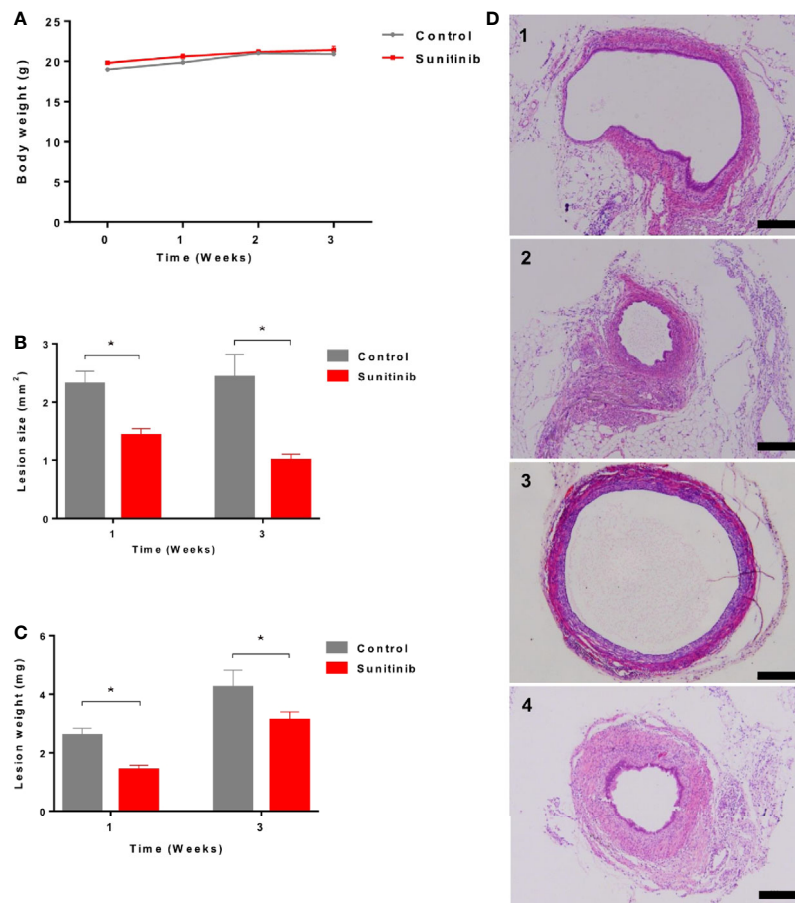 A
Body weight (g)
25
20
15
10
5
0
0 1 2 3
Time (Weeks)
Control
Sunitinib
B
Lesion size (mm2)
3
2
1
0
1 3
Time (Weeks)
*
*
Control
Sunitinib
C
Lesion weight (mg)
6
4
2
0
1 3
Time (Weeks)
*
*
Control
Sunitinib
D
1
2
3
4